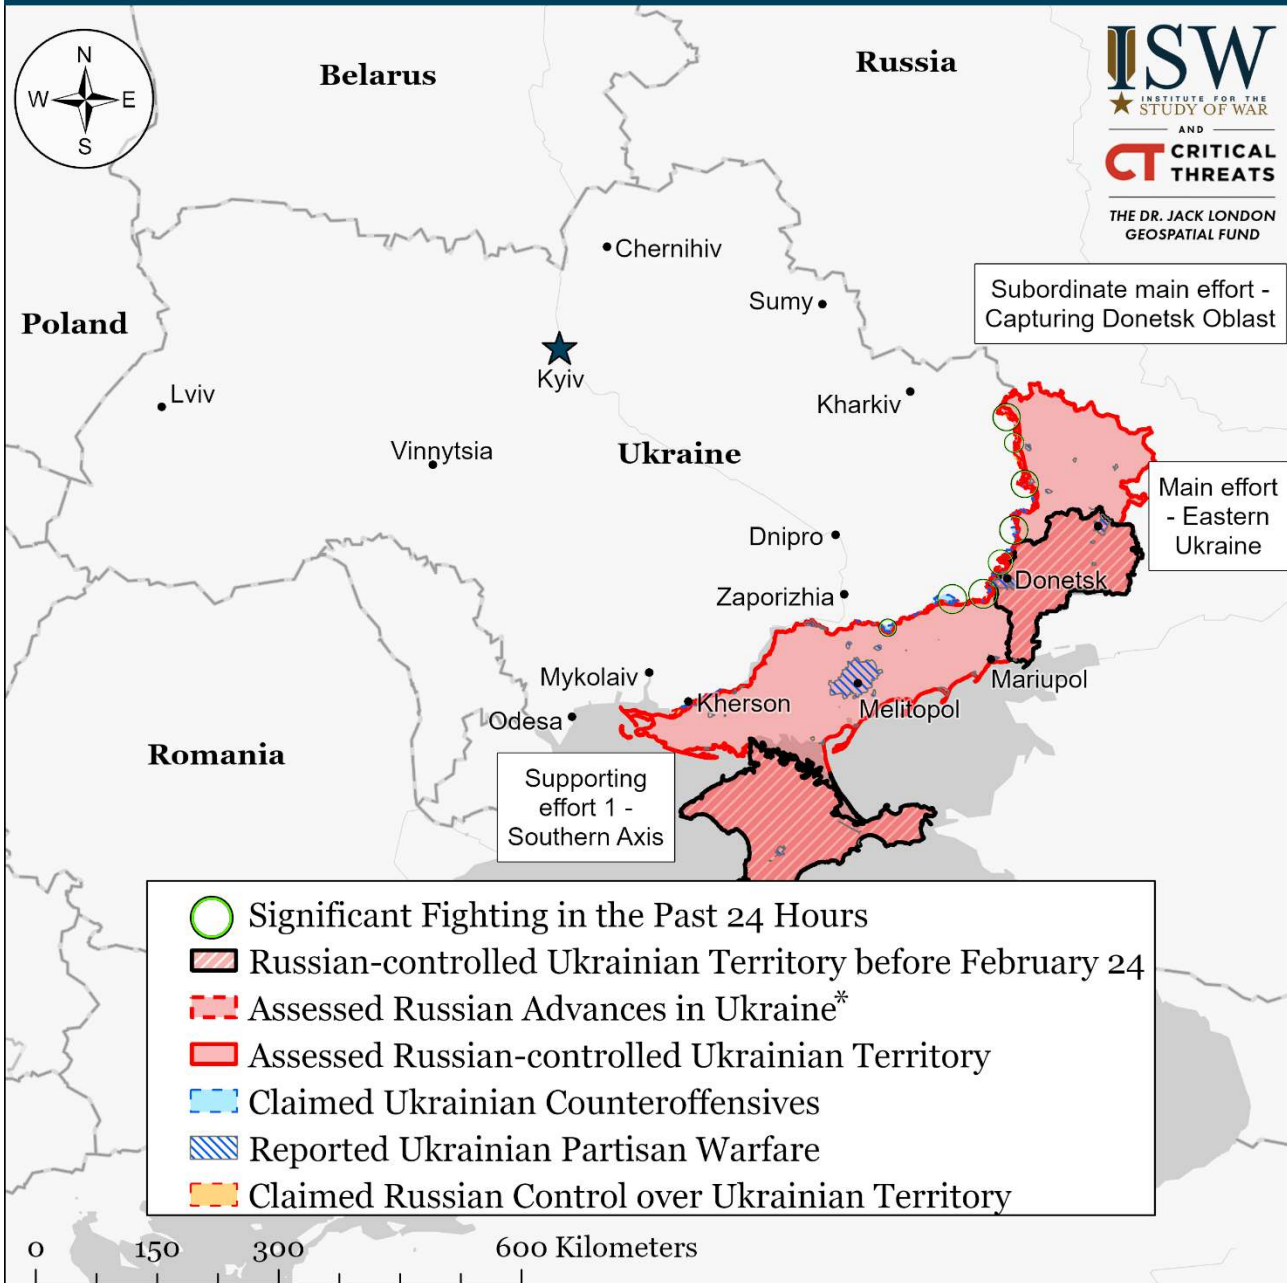 N
W
E
S
Belarus
Russia
ISW
INSTITUTE FOR THE
STUDY OF WAR
AND
CT CRITICAL
THREATS
THE DR. JACK LONDON
GEOSPATIAL FUND
Chernihiv
Sumy
Subordinate main effort -
Capturing Donetsk Oblast
Poland
Kyiv
Lviv
Kharkiv
Vinnytsia
Ukraine
Main effort
- Eastern
Ukraine
Dnipro
Donetsk
Zaporizhia
Mykolaiv
Mariupol
Kherson
Melitopol
Odesa
Romania
Supporting
effort 1 -
Southern Axis
Significant Fighting in the Past 24 Hours
Russian-controlled Ukrainian Territory before February 24
Assessed Russian Advances in Ukraine*
Assessed Russian-controlled Ukrainian Territory
Claimed Ukrainian Counteroffensives
Reported Ukrainian Partisan Warfare
Claimed Russian Control over Ukrainian Territory
0 150 300 600 Kilometers